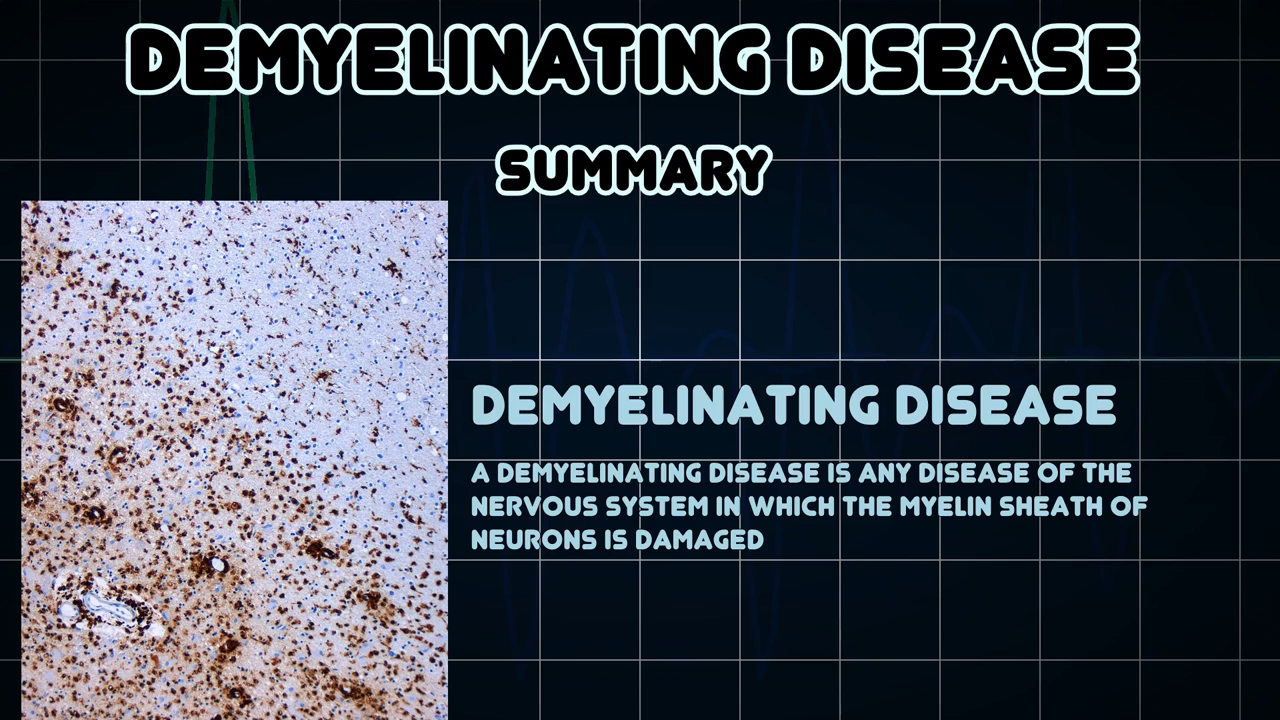 DEMYELINATING DISEASE
SUMMARY
DEMYELINATING DISEASE
A DEMYELINATING DISEASE IS ANY DISEASE OF THE
NERVOUS SYSTEM IN WHICH THE MYELIN SHEATH OF
NEURONS IS DAMAGED